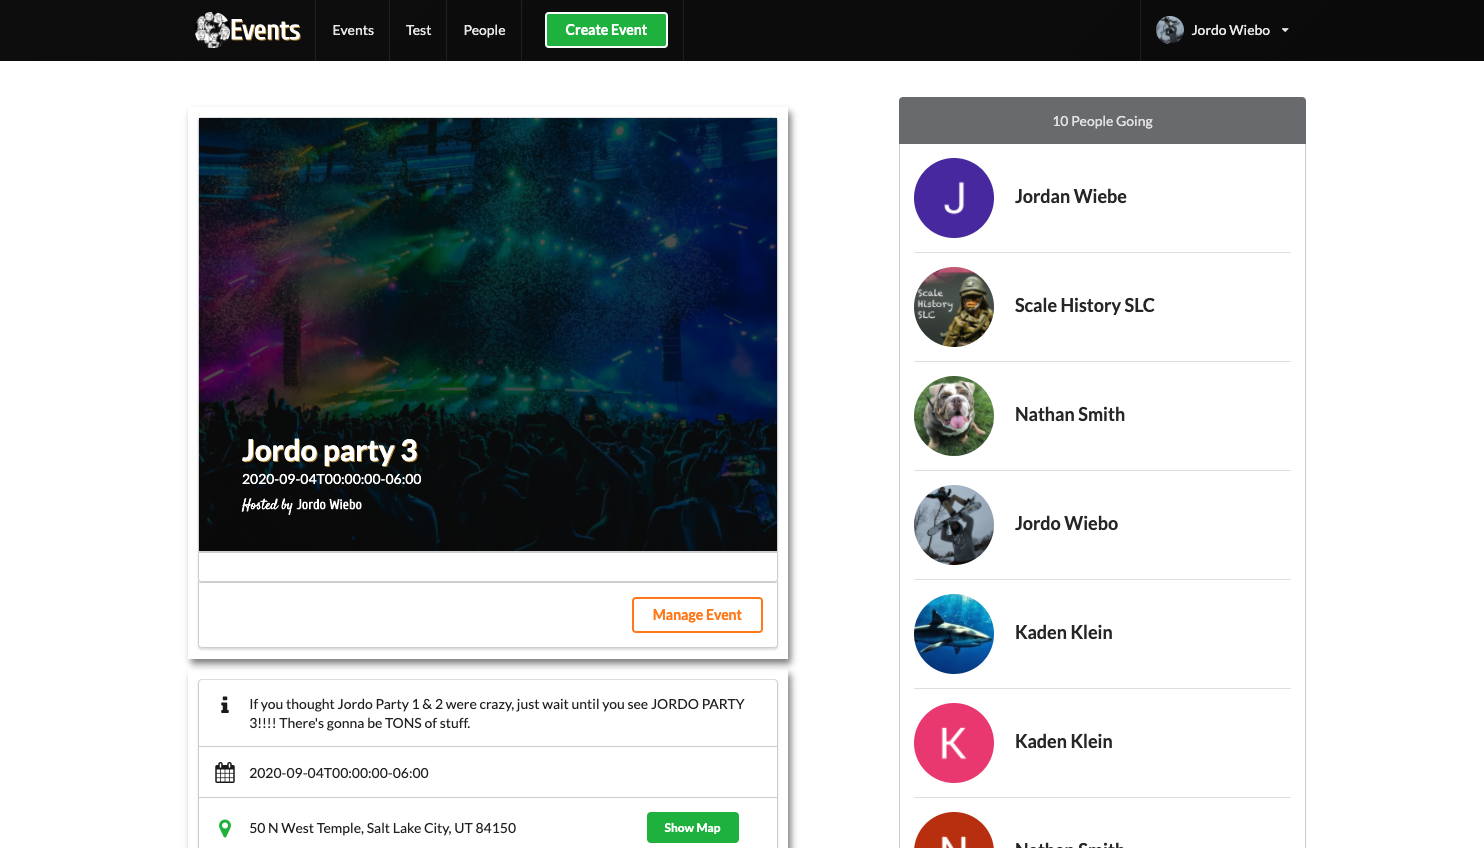 Events
Events
Test
People
Create Event
Jordo Wiebo
Jordo party 3
2020-09-04T00:00:00-06:00
Hosted by Jordo Wiebo
Manage Event
If you thought Jordo Party 1 & 2 were crazy, just wait until you see JORDO PARTY
3!!!! There's gonna be TONS of stuff.
2020-09-04T00:00:00-06:00
50 N West Temple, Salt Lake City, UT 84150
Show Map
10 People Going
J
Jordan Wiebe
Scale
History
SLC
Scale History SLC
Nathan Smith
Jordo Wiebo
Kaden Klein
K
Kaden Klein
N
Nathan Smith